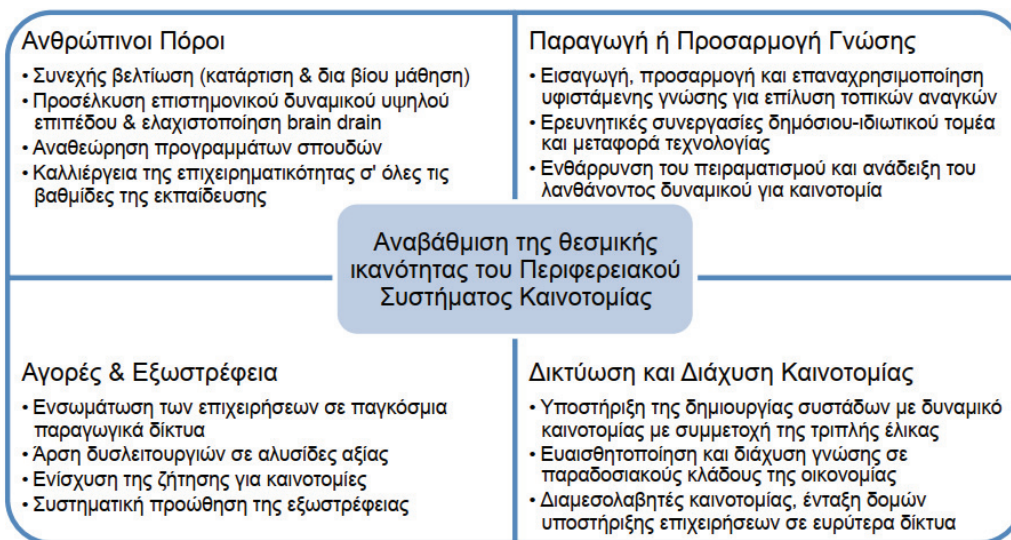 Ανθρώπινοι Πόροι
• Συνεχής βελτίωση (κατάρτιση & δια βίου μάθηση)
• Προσέλκυση επιστημονικού δυναμικού υψηλού
επιπέδου & ελαχιστοποίηση brain drain
• Αναθεώρηση προγραμμάτων σπουδών
• Καλλιέργεια της επιχειρηματικότητας σ' όλες τις
βαθμίδες της εκπαίδευσης
Παραγωγή ή Προσαρμογή Γνώσης
• Εισαγωγή, προσαρμογή και επαναχρησιμοποίηση
υφιστάμενης γνώσης για επίλυση τοπικών αναγκών
• Ερευνητικές συνεργασίες δημόσιου-ιδιωτικού τομέα
και μεταφορά τεχνολογίας
• Ενθάρρυνση του πειραματισμού και ανάδειξη του
λανθάνοντος δυναμικού για καινοτομία
Αναβάθμιση της θεσμικής
ικανότητας του Περιφερειακού
Συστήματος Καινοτομίας
Αγορές & Εξωστρέφεια
• Ενσωμάτωση των επιχειρήσεων σε παγκόσμια
παραγωγικά δίκτυα
• Άρση δυσλειτουργιών σε αλυσίδες αξίας
• Ενίσχυση της ζήτησης για καινοτομίες
• Συστηματική προώθηση της εξωστρέφειας
Δικτύωση και Διάχυση Καινοτομίας
• Υποστήριξη της δημιουργίας συστάδων με δυναμικό
καινοτομίας με συμμετοχή της τριπλής έλικας
• Ευαισθητοποίηση και διάχυση γνώσης σε
παραδοσιακούς κλάδους της οικονομίας
• Διαμεσολαβητές καινοτομίας, ένταξη δομών
υποστήριξης επιχειρήσεων σε ευρύτερα δίκτυα